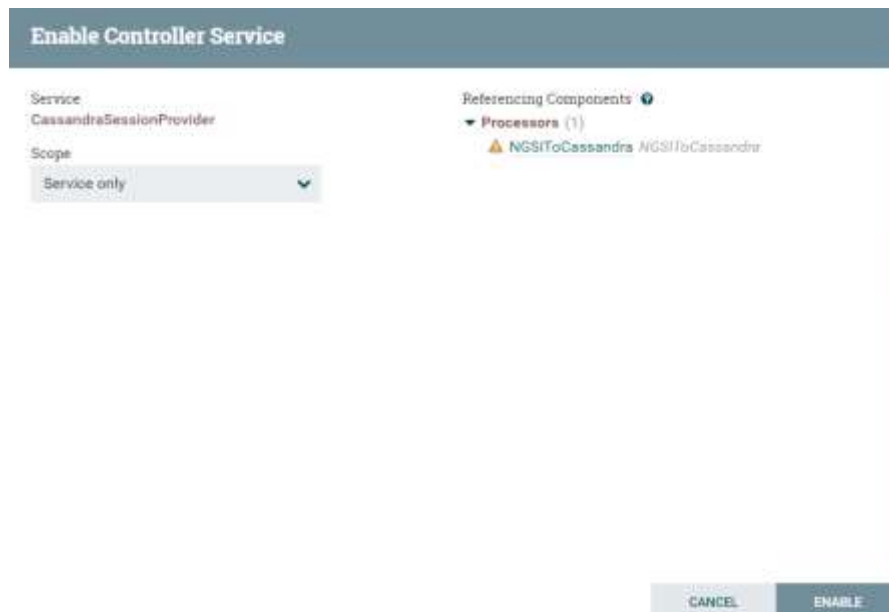 Enable Controller Service
Service
CassandraSessionProvider
Scope
Service only
Referencing Components
Processors (1)
NGSIToCassandra NGSIToCassandra
CANCEL
ENABLE